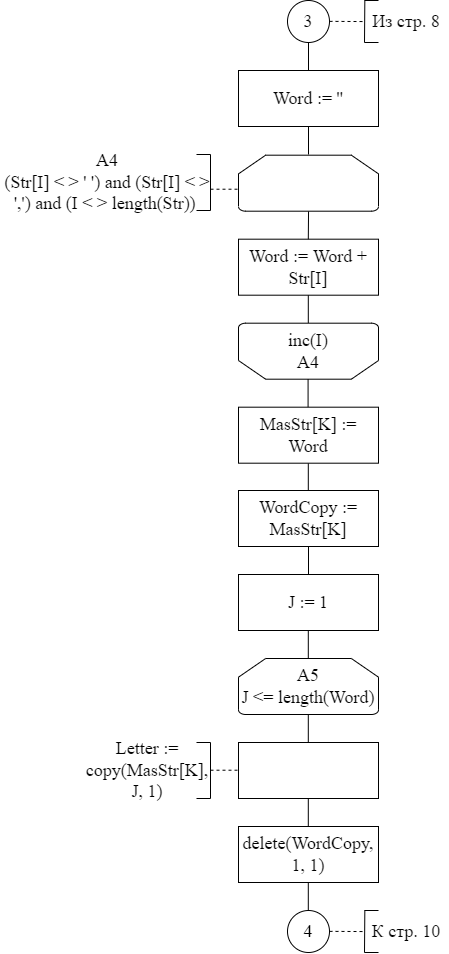 3
Из стр. 8
Word := ''
A4
(Str[I] <> ' ') and (Str[I] <>
',') and (I <> length(Str))
Word := Word +
Str[I]
inc(I)
A4
MasStr[K] :=
Word
WordCopy :=
MasStr[K]
J := 1
A5
J <= length(Word)
Letter :=
copy(MasStr[K],
J, 1)
delete(WordCopy,
1, 1)
4
К стр. 10